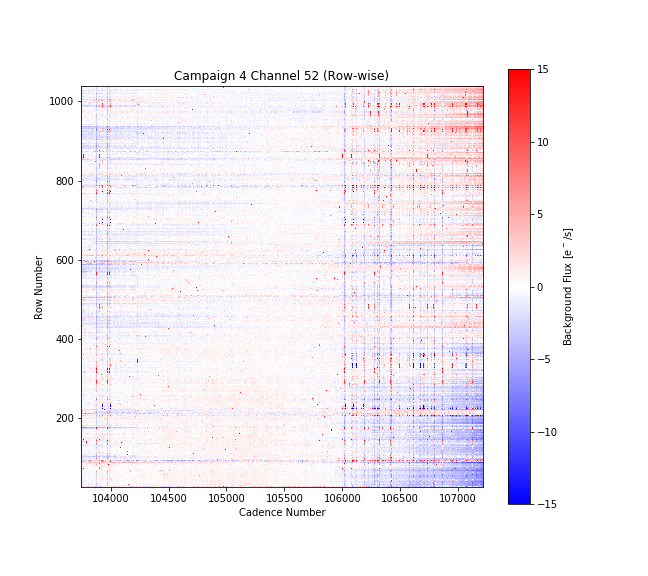 Campaign 4 Channel 52 (Row-wise)
1000
800
600
400
200
Row Number
104000 104500 105000 105500 106000 106500 107000
Cadence Number
15
10
5
0
−5
−10
−15
Background Flux [e⁻/s]